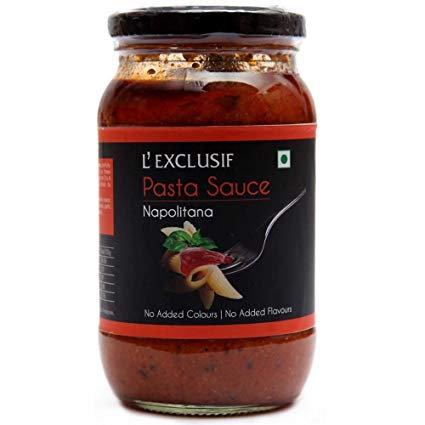 L' EXCLUSIF
Pasta Sauce
Napolitana
No Added Colours | No Added Flavours